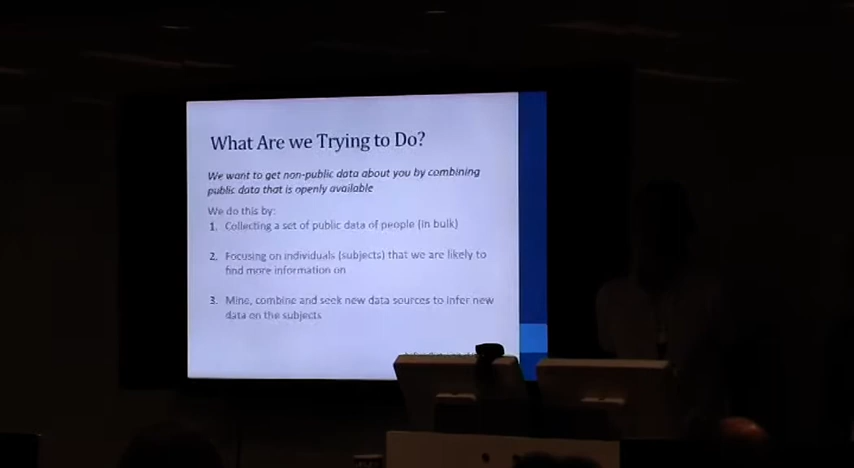 What Are we Trying to Do?
We want to get non-public data about you by combining
public data that is openly available
We do this by:
1. Collecting a set of public data of people (in bulk)
2. Focusing on individuals (subjects) that we are likely to
find more information on
3. Mine, combine and seek new data sources to infer new
data on the subjects